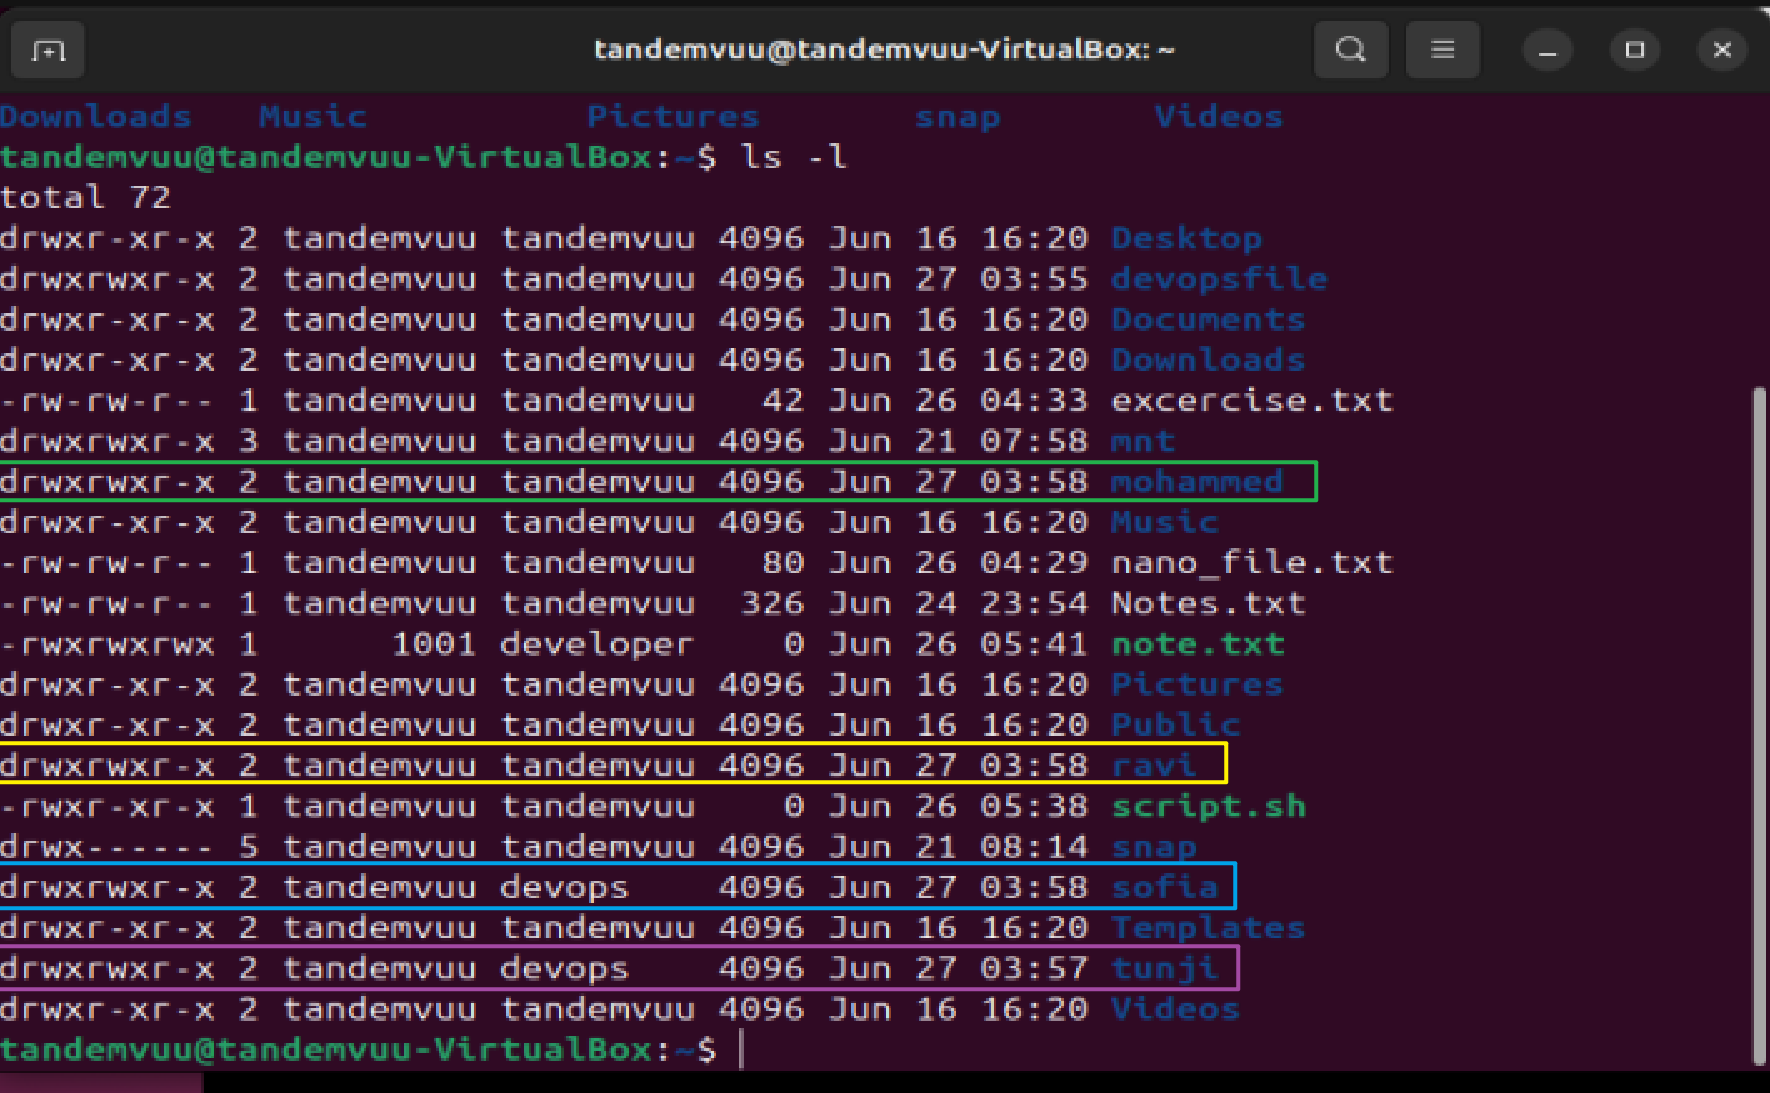 tandemvuu@tandemvuu-VirtualBox: ~
Downloads Music Pictures snap Videos
tandemvuu@tandemvuu-VirtualBox:~$ ls -l
total 72
drwxr-xr-x 2 tandemvuu tandemvuu 4096 Jun 16 16:20 Desktop
drwxrwxr-x 2 tandemvuu tandemvuu 4096 Jun 27 03:55 devopsfile
drwxr-xr-x 2 tandemvuu tandemvuu 4096 Jun 16 16:20 Documents
drwxr-xr-x 2 tandemvuu tandemvuu 4096 Jun 16 16:20 Downloads
-rw-rw-r-- 1 tandemvuu tandemvuu 42 Jun 26 04:33 excercise.txt
drwxrwxr-x 3 tandemvuu tandemvuu 4096 Jun 21 07:58 mnt
drwxrwxr-x 2 tandemvuu tandemvuu 4096 Jun 27 03:58 mohammed
drwxr-xr-x 2 tandemvuu tandemvuu 4096 Jun 16 16:20 Music
-rw-rw-r-- 1 tandemvuu tandemvuu 80 Jun 26 04:29 nano_file.txt
-rw-rw-r-- 1 tandemvuu tandemvuu 326 Jun 24 23:54 Notes.txt
-rwxrwxrwx 1 1001 developer 0 Jun 26 05:41 note.txt
drwxr-xr-x 2 tandemvuu tandemvuu 4096 Jun 16 16:20 Pictures
drwxr-xr-x 2 tandemvuu tandemvuu 4096 Jun 16 16:20 Public
drwxrwxr-x 2 tandemvuu tandemvuu 4096 Jun 27 03:58 ravi
-rwxr-xr-x 1 tandemvuu tandemvuu 0 Jun 26 05:38 script.sh
drwx------ 5 tandemvuu tandemvuu 4096 Jun 21 08:14 snap
drwxrwxr-x 2 tandemvuu devops 4096 Jun 27 03:58 sofia
drwxr-xr-x 2 tandemvuu tandemvuu 4096 Jun 16 16:20 Templates
drwxrwxr-x 2 tandemvuu devops 4096 Jun 27 03:57 tunji
drwxr-xr-x 2 tandemvuu tandemvuu 4096 Jun 16 16:20 Videos
tandemvuu@tandemvuu-VirtualBox:~$